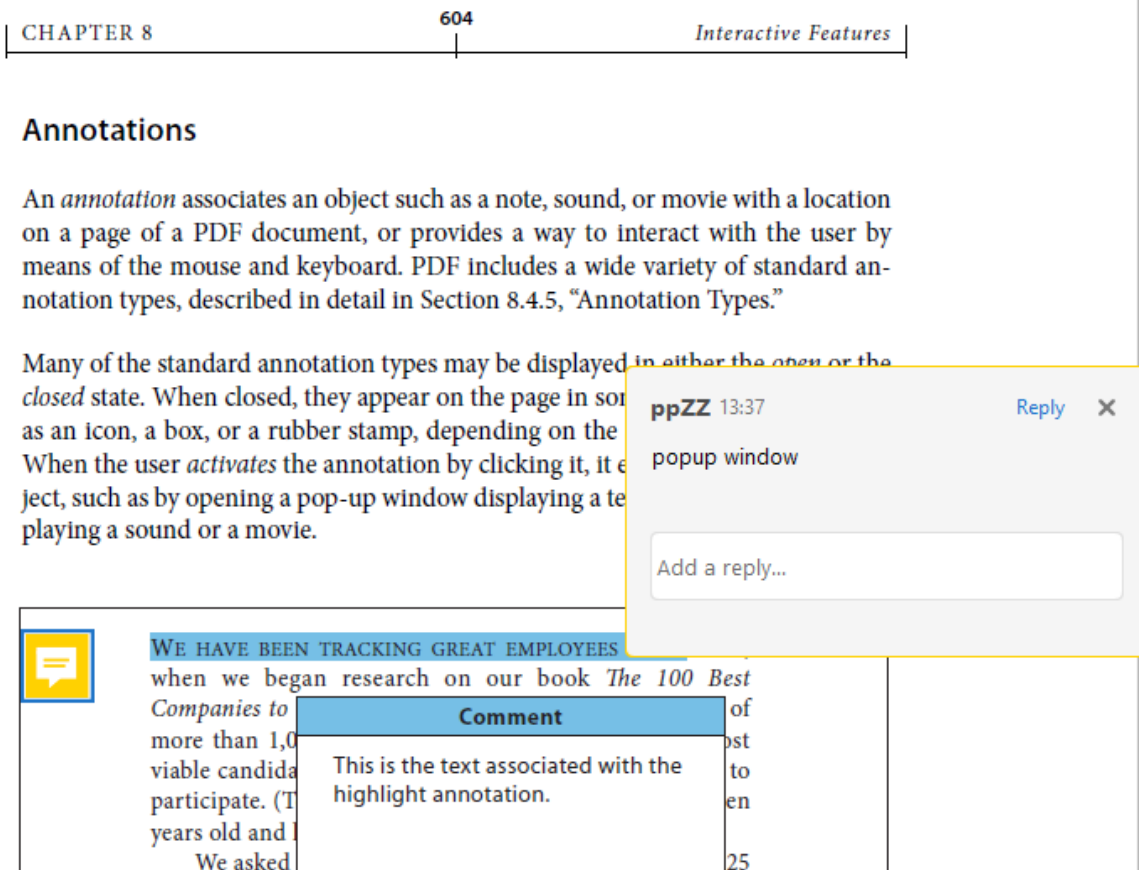 604
CHAPTER 8
Interactive Features
Annotations
An annotation associates an object such as a note, sound, or movie with a location
on a page of a PDF document, or provides a way to interact with the user by
means of the mouse and keyboard. PDF includes a wide variety of standard an-
notation types, described in detail in Section 8.4.5, “Annotation Types.”
Many of the standard annotation types may be displayed in either the open or the
closed state. When closed, they appear on the page in
as an icon, a box, or a rubber stamp, depending on the
When the user activates the annotation by clicking it, it
ject, such as by opening a pop-up window displaying a
playing a sound or a movie.
ppZZ 13:37
Reply
popup window
Add a reply...
WE HAVE BEEN TRACKING GREAT EMPLOYEES
when we began research on our book The 100 Best
Companies to
of
more than
viable
to
participate.
years old and
We asked
25
Comment
This is the text associated with the
highlight annotation.